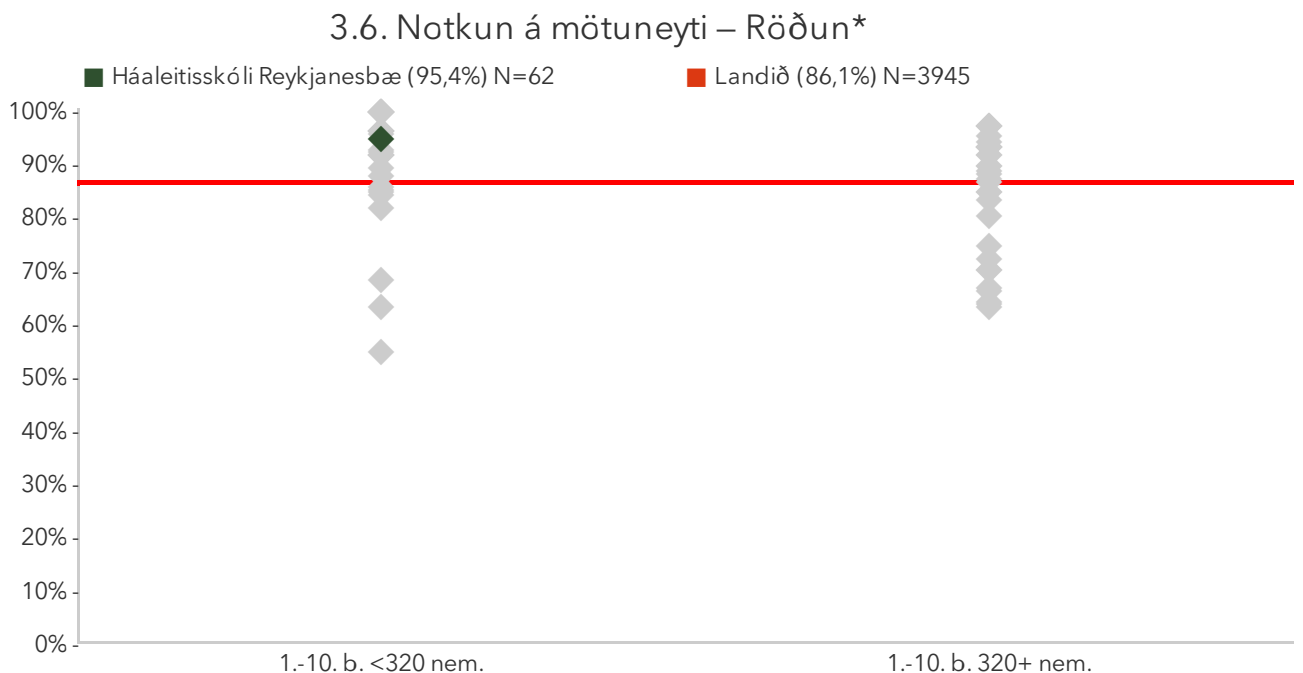 3.6. Notkun á mötuneyti – Röðun*
Háaleitisskóli Reykjanesbæ (95,4%) N=62
Landið (86,1%) N=3945
100%
90%
80%
70%
60%
50%
40%
30%
20%
10%
0%
1.-10. b. <320 nem.
1.-10. b. 320+ nem.